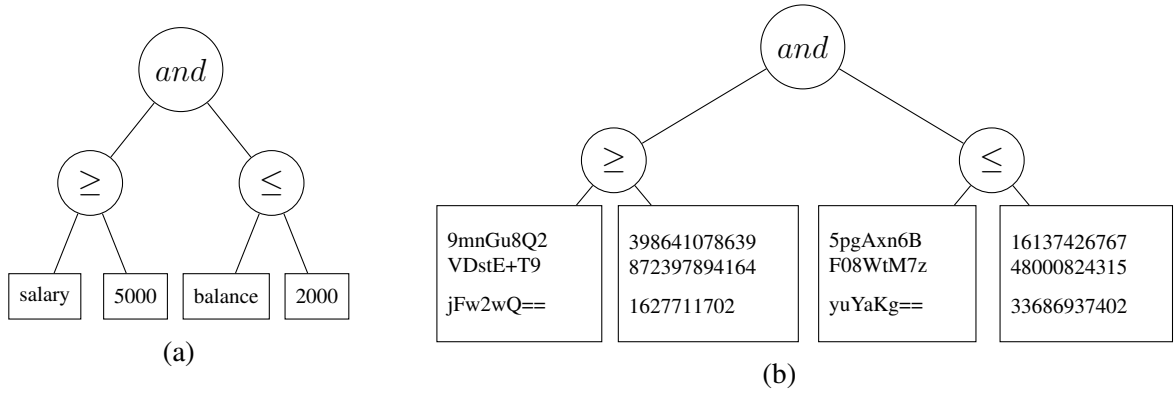 and
≥
≤
salary
5000
balance
2000
(a)
and
≥
≤
9mnGu8Q2
VDstE+T9
jFw2wQ==
398641078639
872397894164
1627711702
5pgAxn6B
F08WtM7z
yuYaKg==
16137426767
48000824315
33686937402
(b)